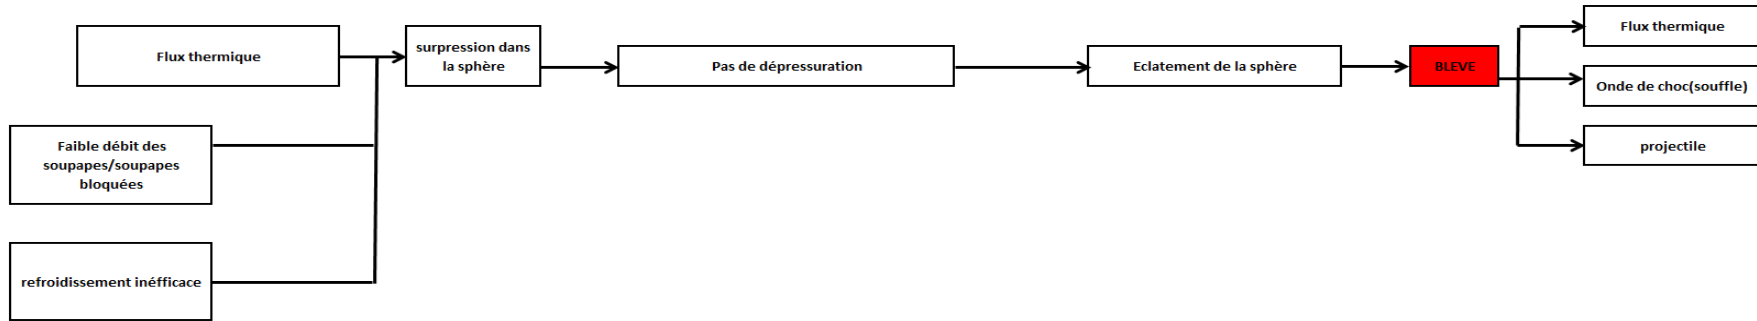 Flux thermique
surpression dans
la sphère
Pas de dépressuration
Eclatement de la sphère
BLEVE
Flux thermique
Onde de choc(souffle)
projectile
Faible débit des
soupapes/soupapes
bloquées
refroidissement inéfficace